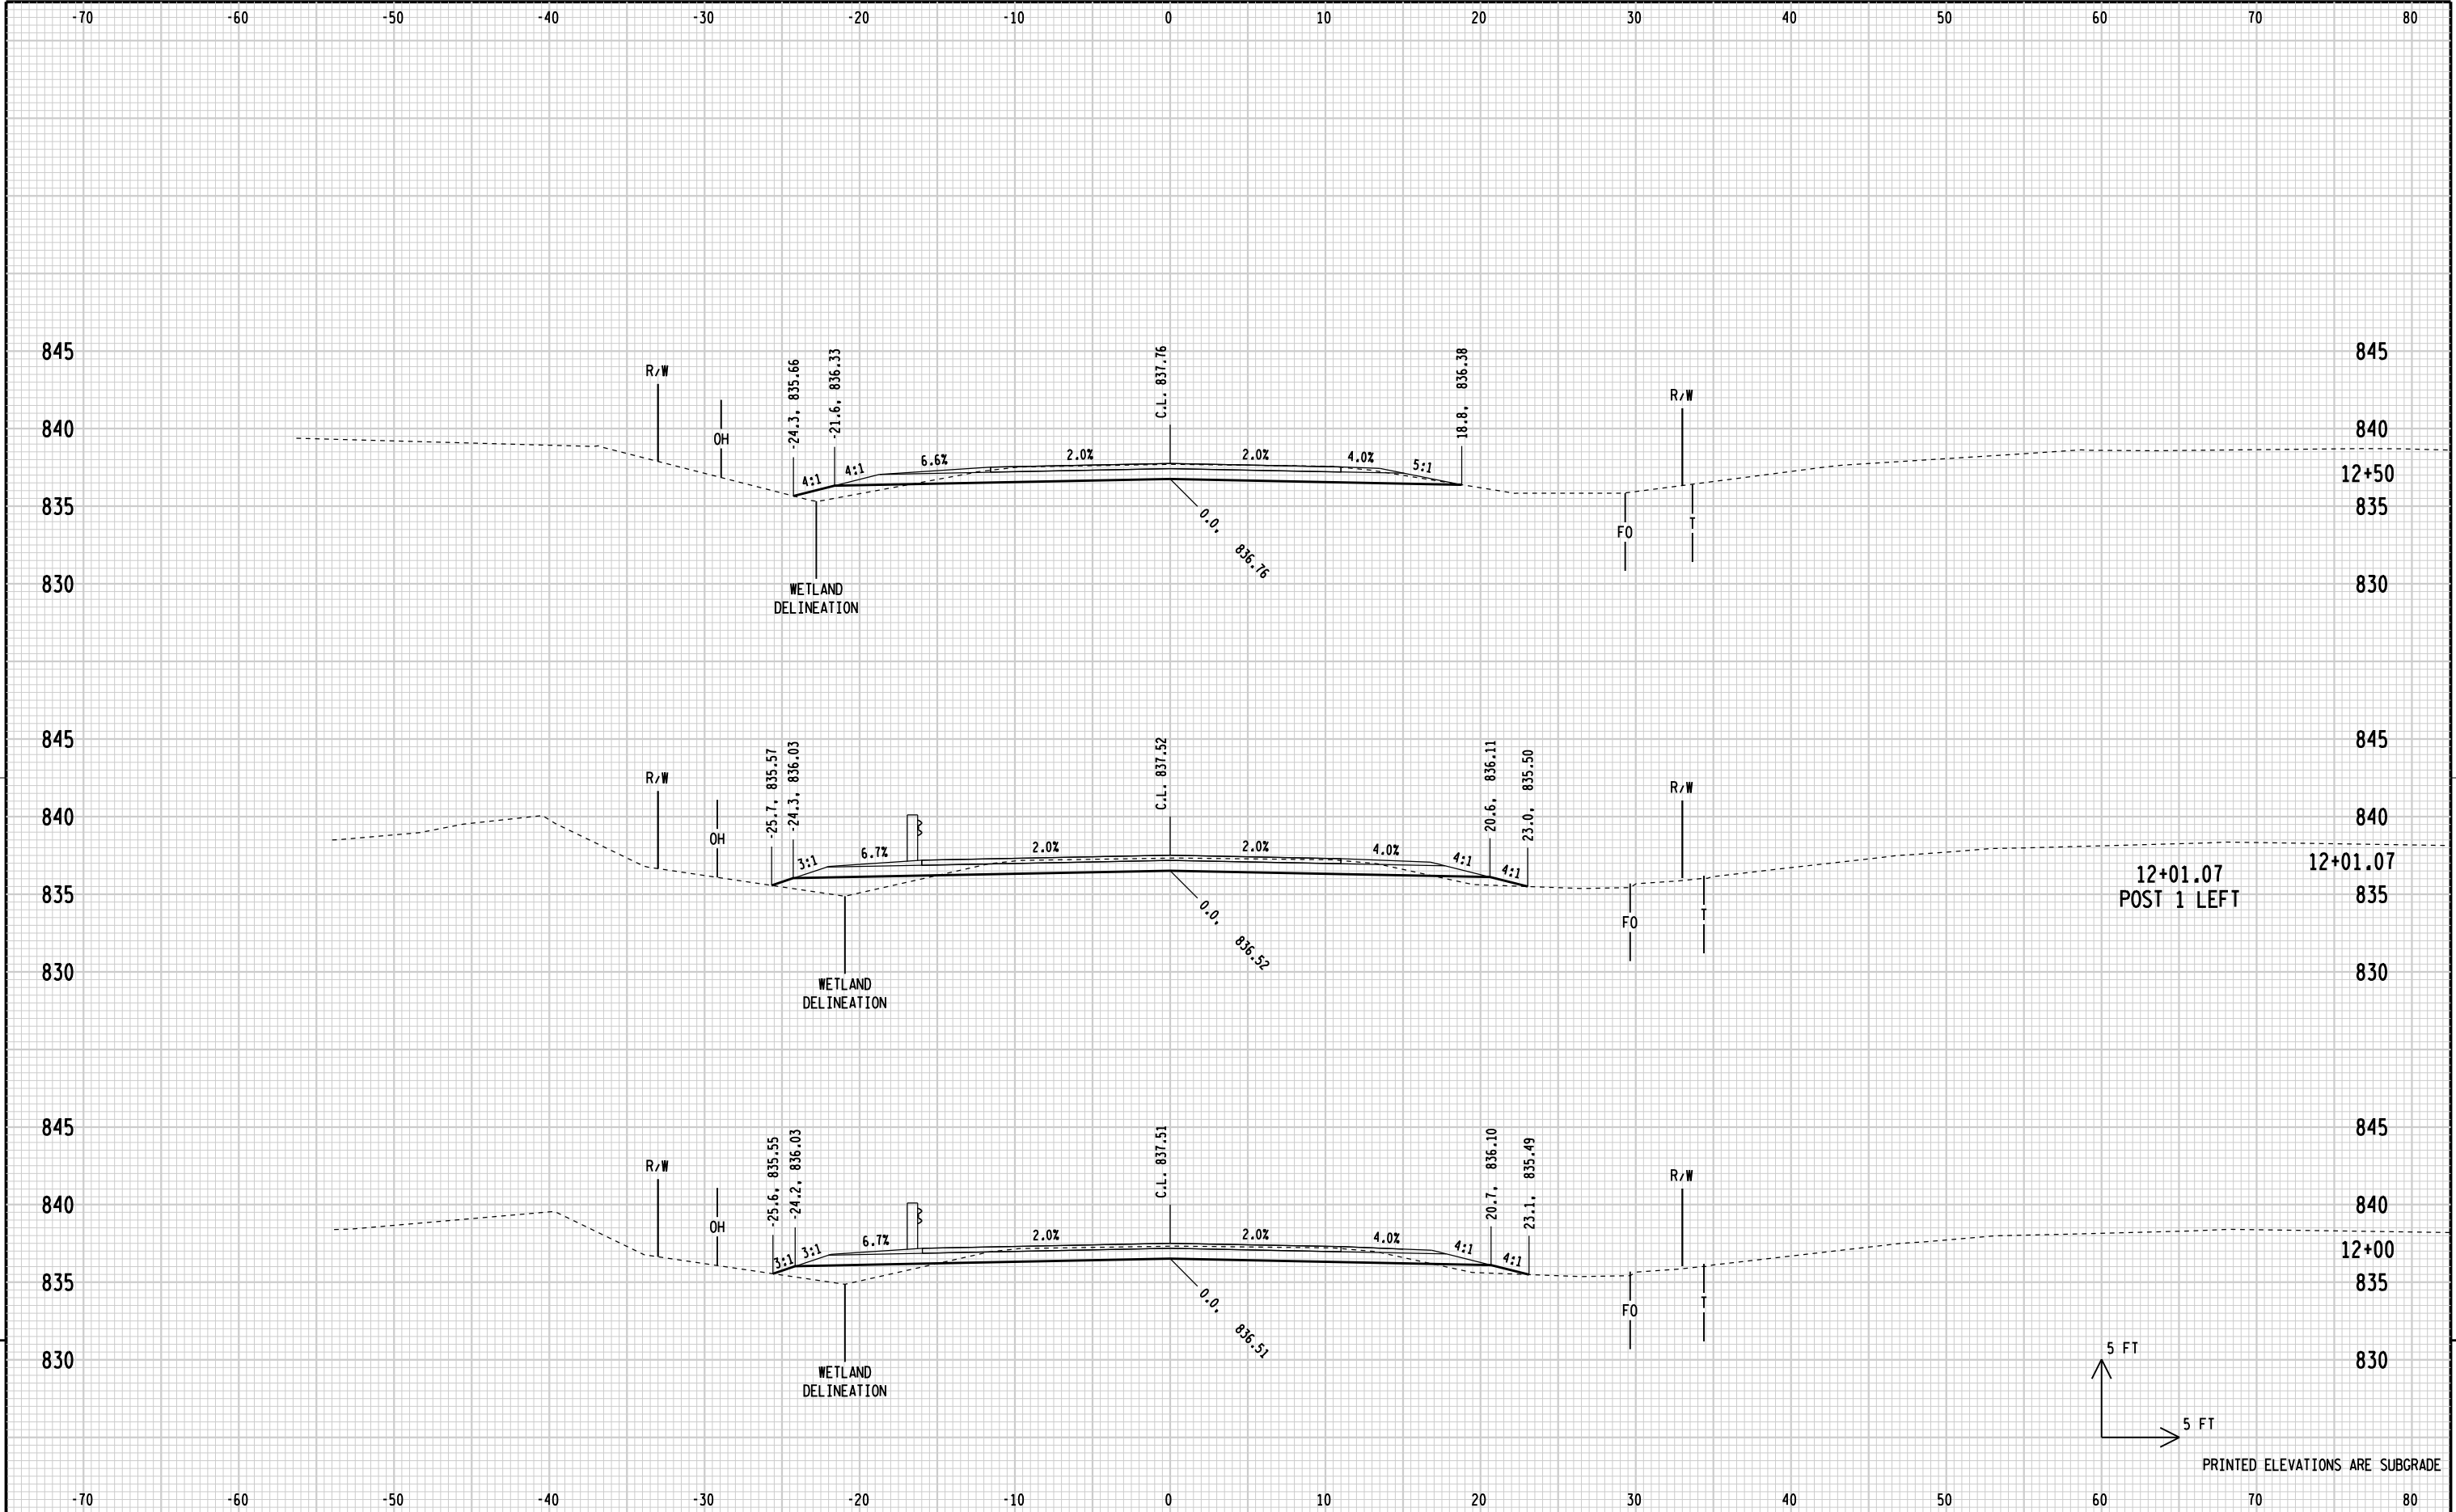 -70 -60 -50 -40 -30 -20 -10 0 10 20 30 40 50 60 70 80
845 845
840 840
835 835
830 830
12+50
R/W
OH
-24.3, 835.66
-21.6, 836.33
C.L. 837.76
18.8, 836.38
R/W
4:1 4:1 6.6% 2.0% 2.0% 4.0% 5:1
0.0, 836.76
FO
T
WETLAND
DELINEATION
845 845
840 840
835 835
830 830
12+01.07
12+01.07
POST 1 LEFT
R/W
OH
-25.7, 835.57
-24.3, 836.03
C.L. 837.52
20.6, 836.11
23.0, 835.50
R/W
3:1 6.7% 2.0% 2.0% 4.0% 4:1 4:1
0.0, 836.52
FO
T
WETLAND
DELINEATION
845 845
840 840
835 835
830 830
12+00
R/W
OH
-25.6, 835.55
-24.2, 836.03
C.L. 837.51
20.7, 836.10
23.1, 835.49
R/W
3:1 3:1 6.7% 2.0% 2.0% 4.0% 4:1 4:1
0.0, 836.51
FO
T
WETLAND
DELINEATION
5 FT
5 FT
PRINTED ELEVATIONS ARE SUBGRADE
-70 -60 -50 -40 -30 -20 -10 0 10 20 30 40 50 60 70 80